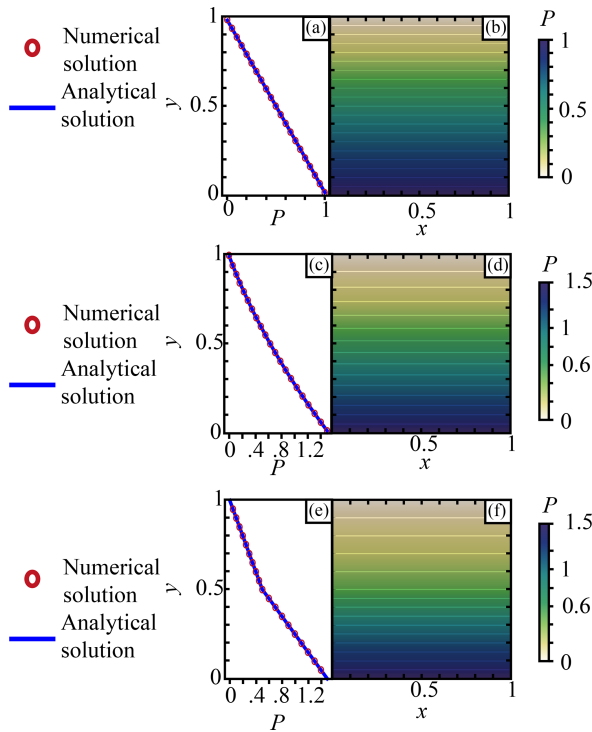 Numerical
solution
Analytical
solution
1
0.5
0
y
(a)
0
1
P
(b)
0.5
1
x
P
1
0.5
0
Numerical
solution
Analytical
solution
1
0.5
0
y
(c)
0 .4 .8 1.2
P
(d)
0.5
1
x
P
1.5
1
0.6
0
Numerical
solution
Analytical
solution
1
0.5
0
y
(e)
0 .4 .8 1.2
P
(f)
0.5
1
x
P
1.5
1
0.6
0